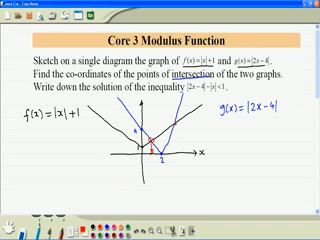 Core 3 Modulus Function
Sketch on a single diagram the graph of f(x)=|x|+1 and g(x)=|2x-4|.
Find the co-ordinates of the points of intersection of the two graphs.
Write down the solution of the inequality |2x-4|-|x|<1.
f(x)=|x|+1
g(x)=|2x-4|
4
1
2
x